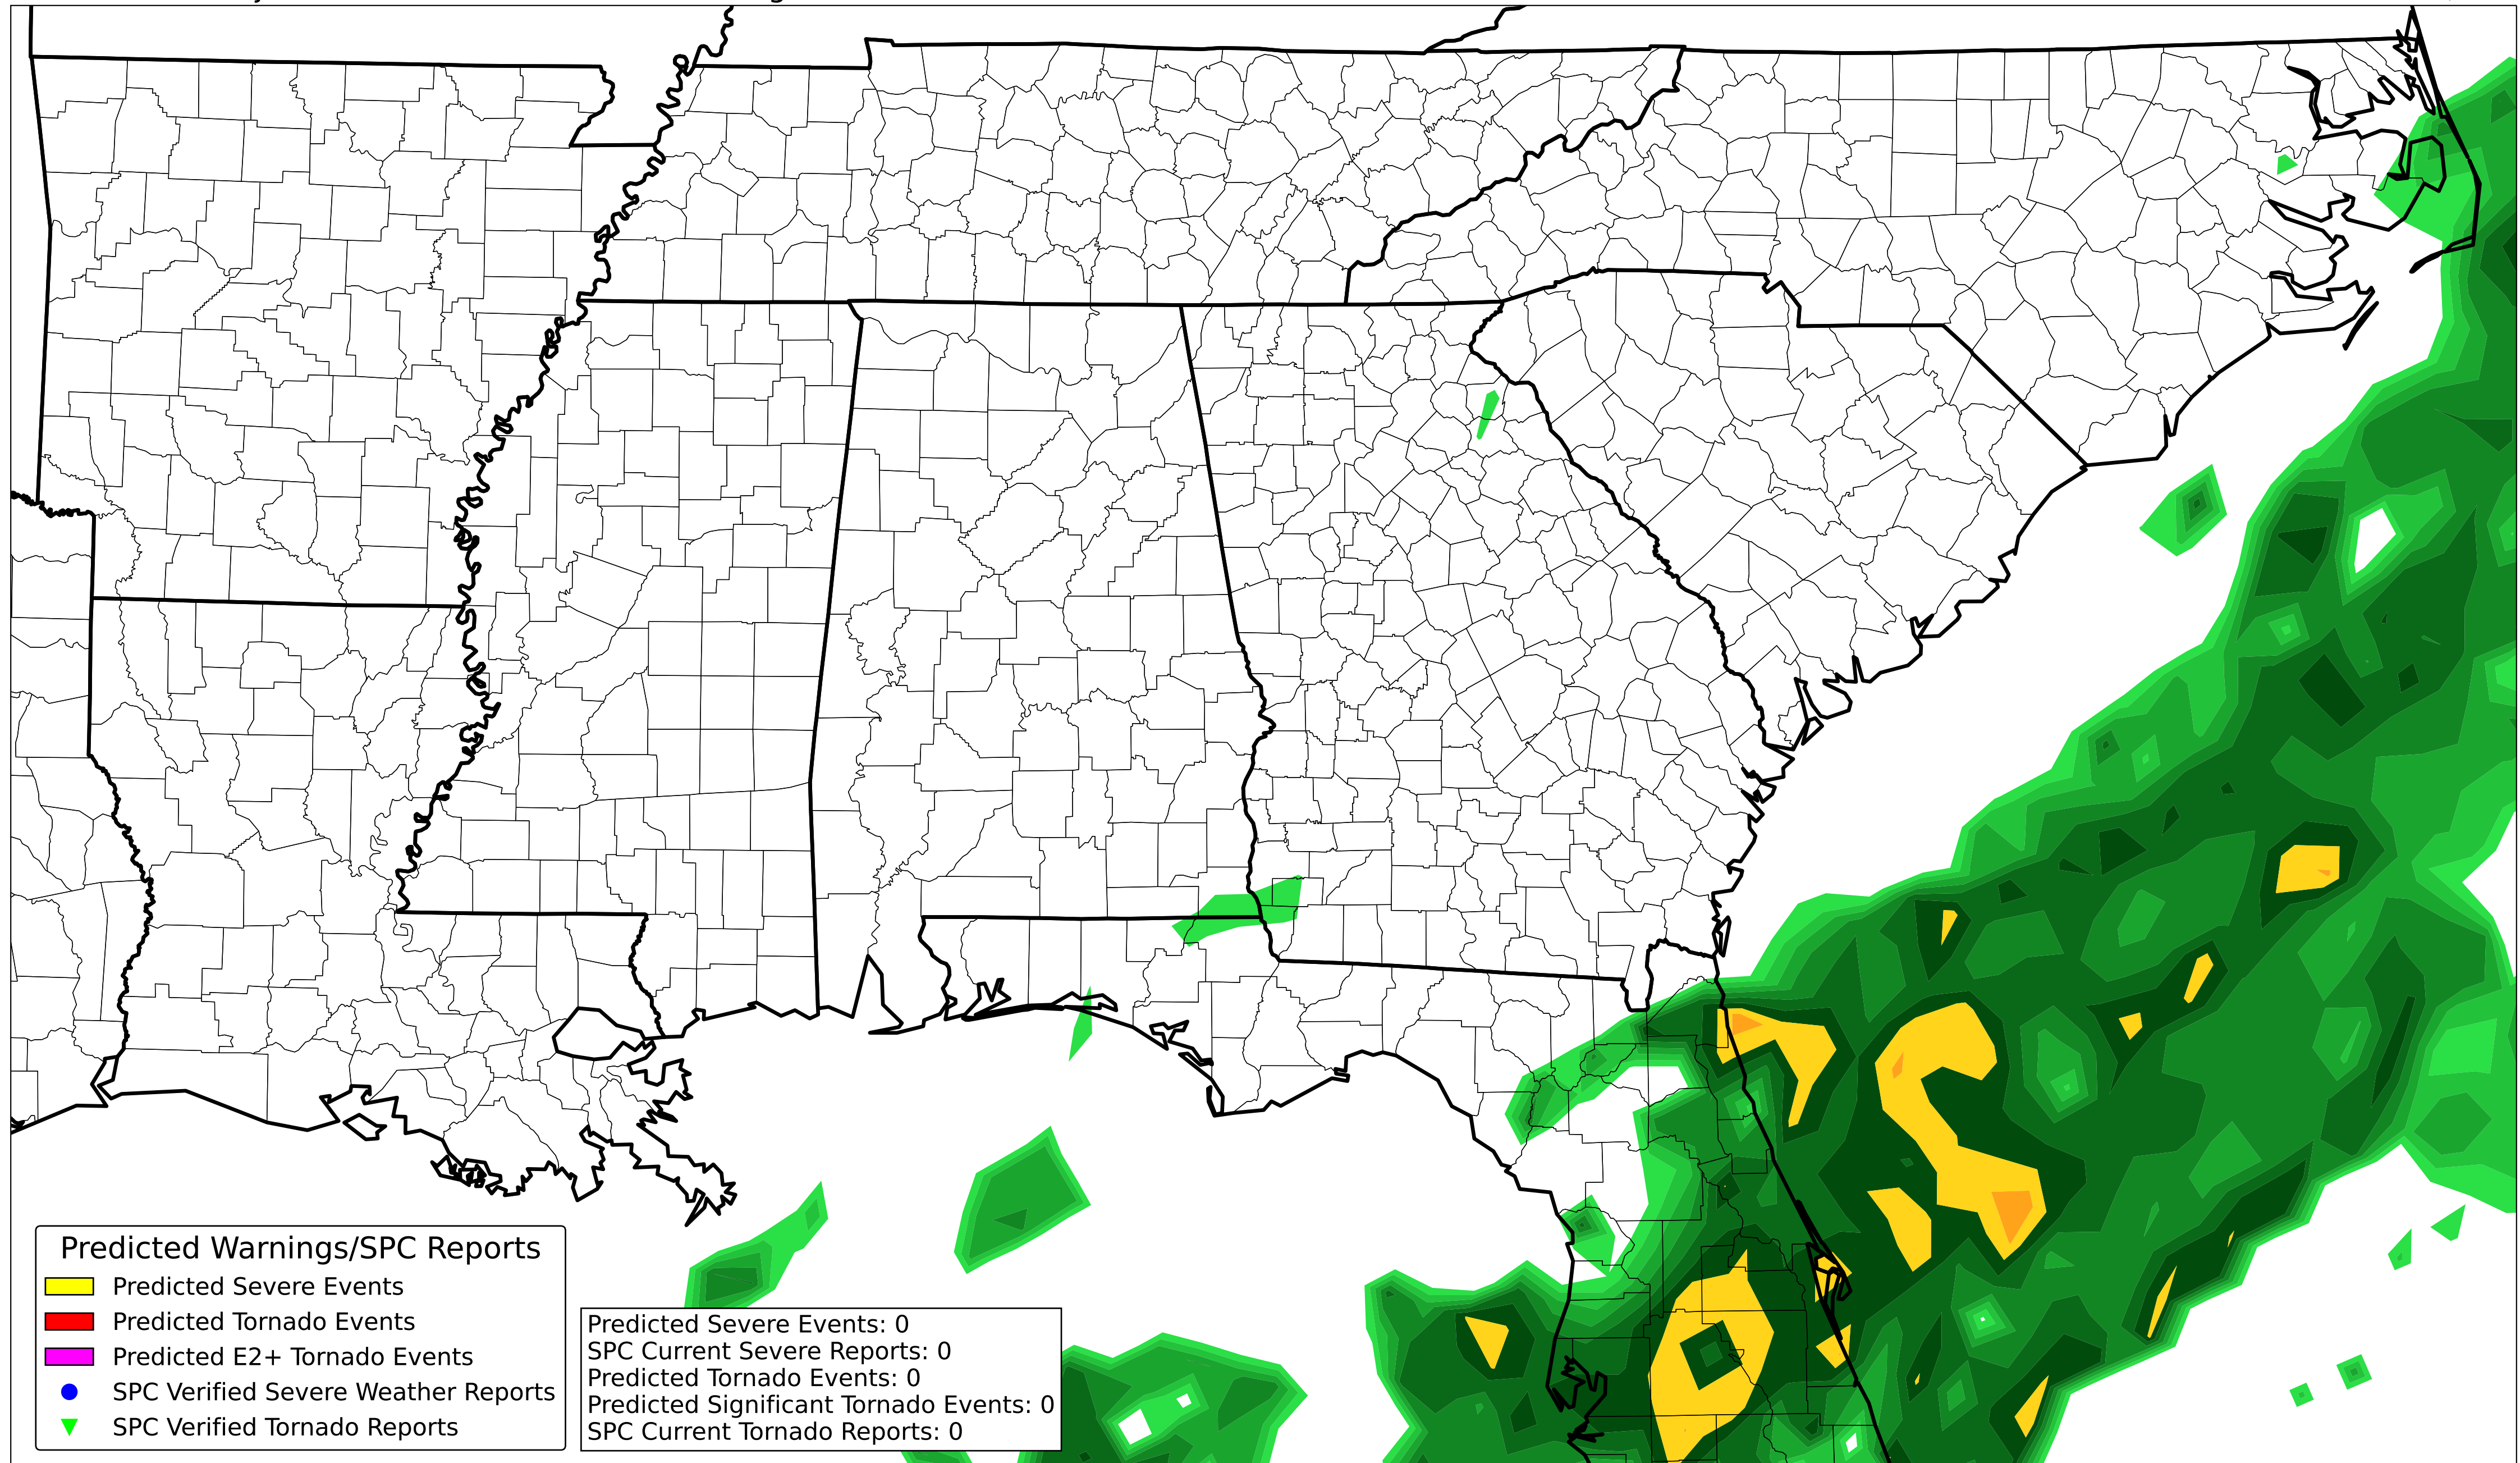 Predicted Warnings/SPC Reports
Predicted Severe Events
Predicted Tornado Events
Predicted E2+ Tornado Events
SPC Verified Severe Weather Reports
SPC Verified Tornado Reports
Predicted Severe Events: 0
SPC Current Severe Reports: 0
Predicted Tornado Events: 0
Predicted Significant Tornado Events: 0
SPC Current Tornado Reports: 0